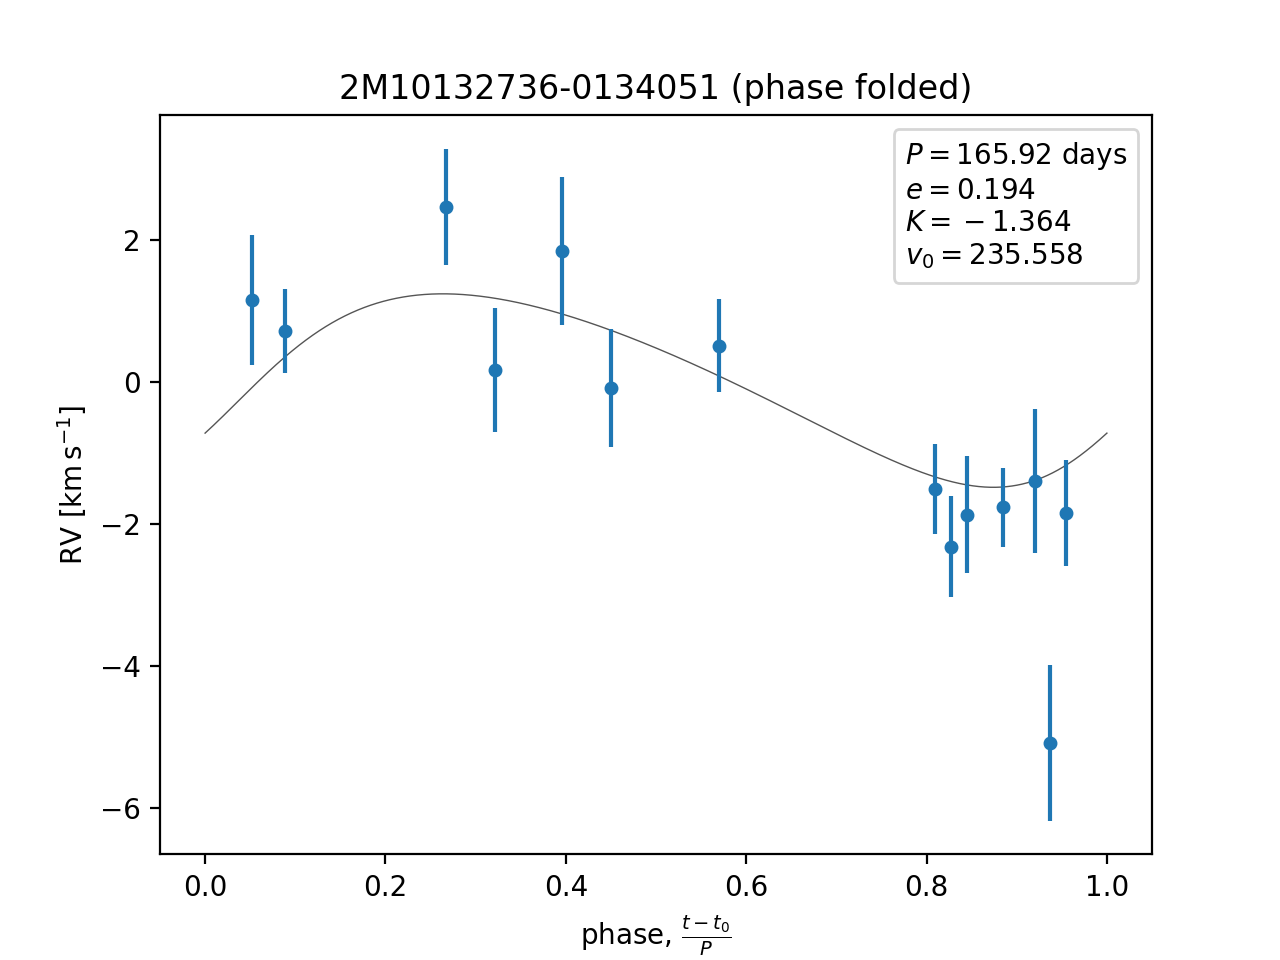 2M10132736-0134051 (phase folded)
P = 165.92 days
e = 0.194
K = −1.364
v₀ = 235.558
RV [km s⁻¹]
2
0
−2
−4
−6
0.0 0.2 0.4 0.6 0.8 1.0
phase, (t − t₀)/P